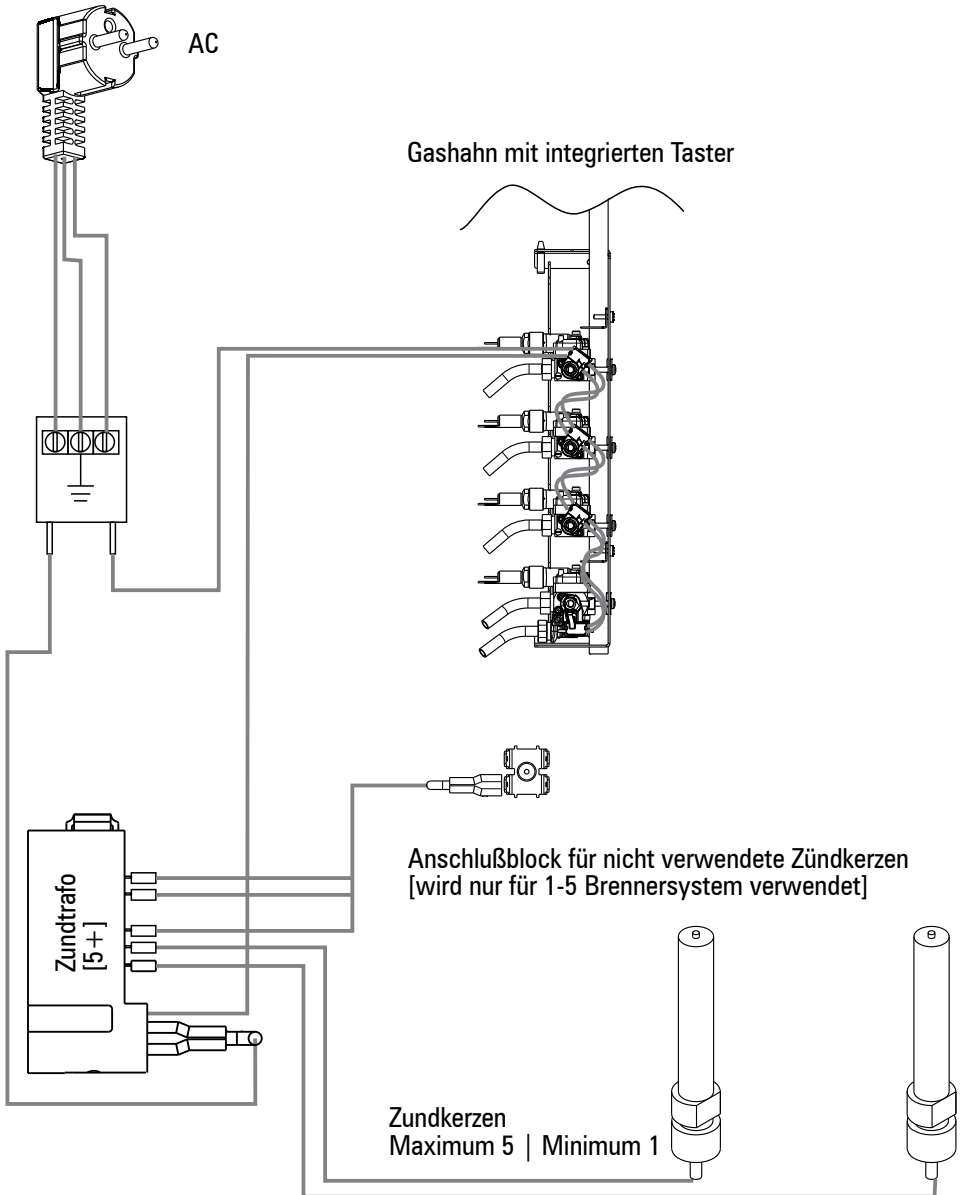 AC
Gashahn mit integrierten Taster
Anschlußblock für nicht verwendete Zündkerzen
[wird nur für 1-5 Brennersystem verwendet]
Zundtrafo
[5+]
Zundkerzen
Maximum 5 | Minimum 1